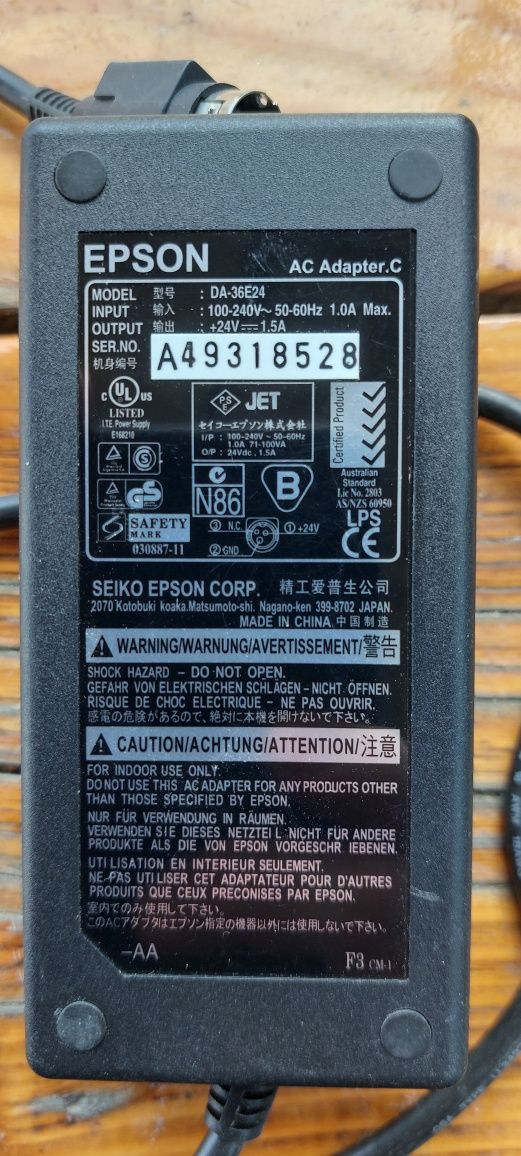 EPSON
AC Adapter.C
MODEL 型号 : DA-36E24
INPUT 输入 : 100-240V~ 50-60Hz 1.0A Max.
OUTPUT 输出 : +24V⎓1.5A
SER.NO.
机身编号
A49318528
C UL US
LISTED
I.T.E. Power Supply
E168210
PSE JET
セイコーエプソン株式会社
I/P : 100-240V ~ 50-60Hz
1.0A 71-100VA
O/P : 24Vdc, 1.5A
Certified Product
Australian
Standard
Lic No. 2803
AS/NZS 60950
S
GS
N86
B
SAFETY
MARK
030887-11
③ N.C. ① +24V
② GND
LPS
CE
SEIKO EPSON CORP. 精工爱普生公司
2070 Kotobuki koaka.Matsumoto-shi. Nagano-ken 399-8702 JAPAN.
MADE IN CHINA 中国制造
WARNING/WARNUNG/AVERTISSEMENT/警告
SHOCK HAZARD – DO NOT OPEN.
GEFAHR VON ELEKTRISCHEN SCHLÄGEN - NICHT ÖFFNEN.
RISQUE DE CHOC ELECTRIQUE - NE PAS OUVRIR.
感電の危険があるので、絶対に本機を開けないで下さい。
CAUTION/ACHTUNG/ATTENTION/注意
FOR INDOOR USE ONLY.
DO NOT USE THIS AC ADAPTER FOR ANY PRODUCTS OTHER
THAN THOSE SPECIFIED BY EPSON.
NUR FÜR VERWENDUNG IN RÄUMEN.
VERWENDEN SIE DIESES NETZTEIL NICHT FÜR ANDERE
PRODUKTE ALS DIE VON EPSON VORGESCHRIEBENEN.
UTILISATION EN INTERIEUR SEULEMENT.
NE PAS UTILISER CET ADAPTATEUR POUR D'AUTRES
PRODUITS QUE CEUX PRECONISES PAR EPSON.
室内でのみ使用して下さい。
このACアダプタはエプソン指定の機器以外には使用しないで下さい。
–AA
F3 CM-1